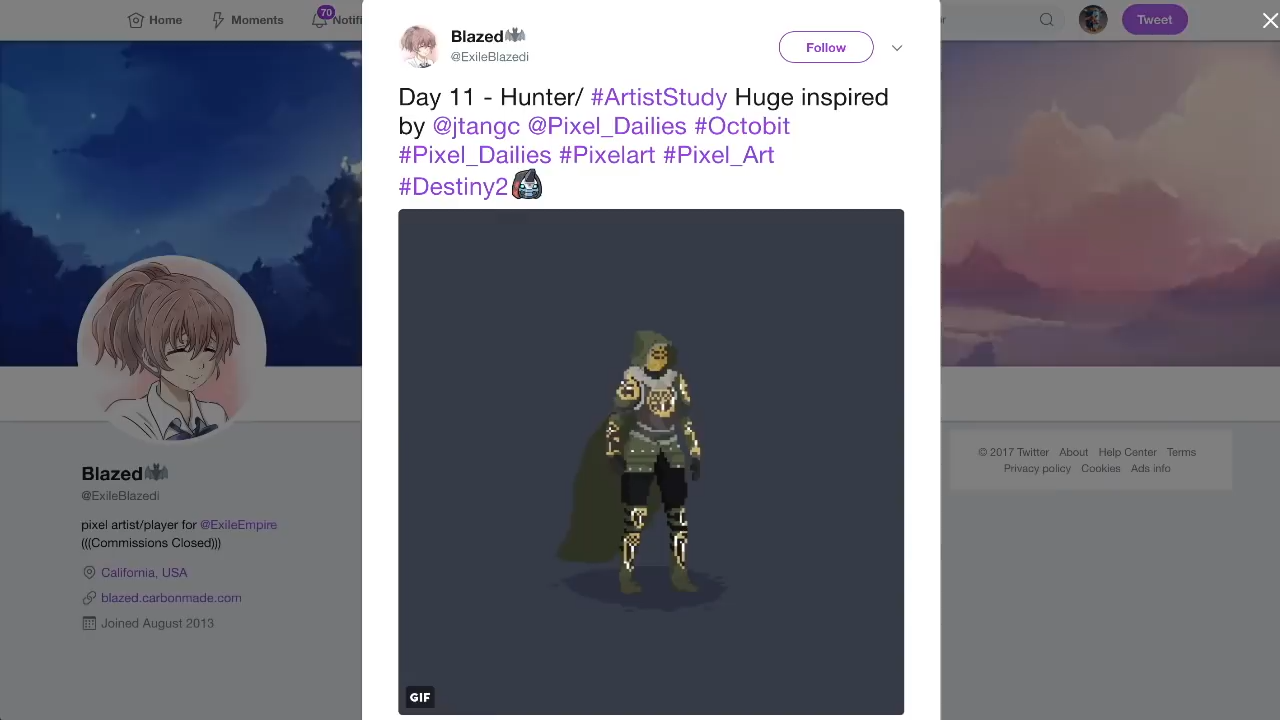 Home
Moments
70
Notifi
r
Tweet
Blazed
@ExileBlazedi
Follow
Day 11 - Hunter/ #ArtistStudy Huge inspired
by @jtangc @Pixel_Dailies #Octobit
#Pixel_Dailies #Pixelart #Pixel_Art
#Destiny2
GIF
Blazed
@ExileBlazedi
pixel artist/player for @ExileEmpire
(((Commissions Closed)))
California, USA
blazed.carbonmade.com
Joined August 2013
© 2017 Twitter About Help Center Terms
Privacy policy Cookies Ads info